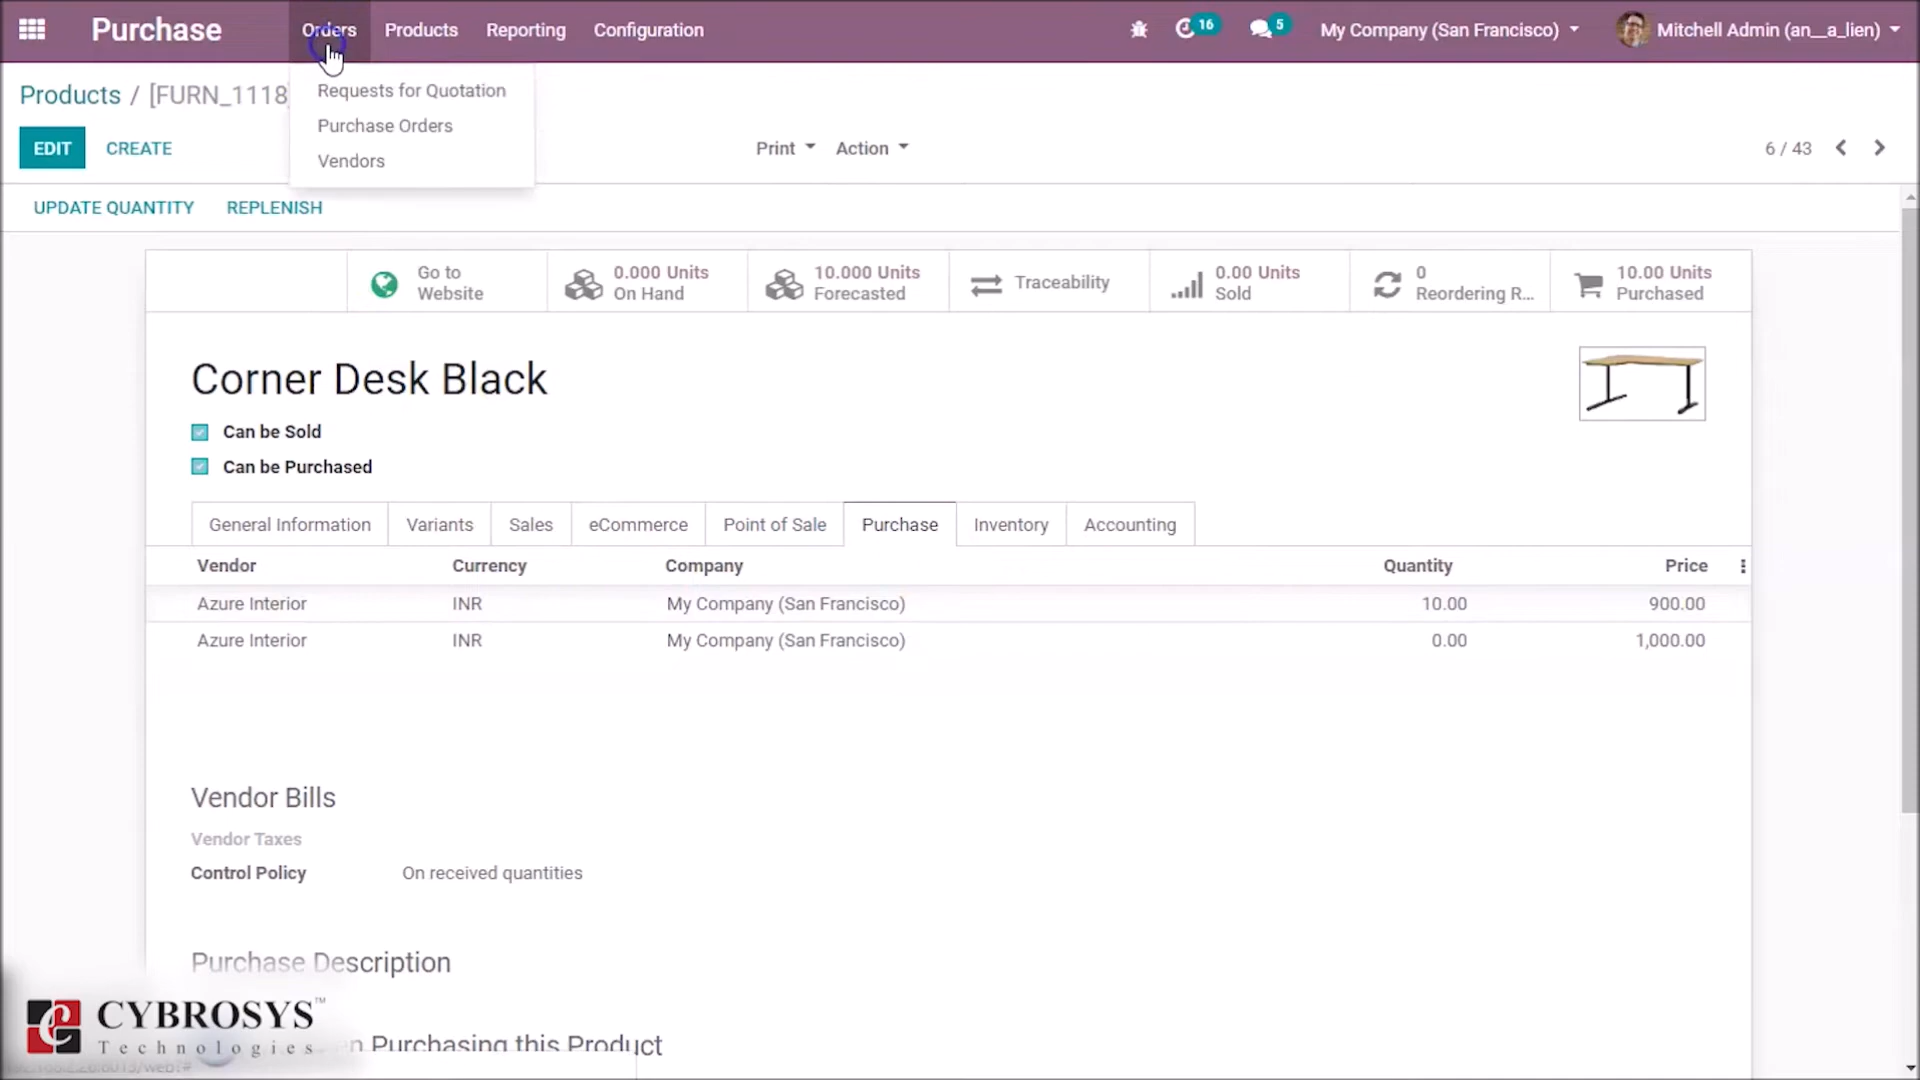 Purchase Orders Products Reporting Configuration 16 5 My Company (San Francisco) Mitchell Admin (an__a_lien)
Products / [FURN_1118]
Requests for Quotation
Purchase Orders
Vendors
EDIT CREATE Print Action 6 / 43
UPDATE QUANTITY REPLENISH
Go to Website
0.000 Units On Hand
10.000 Units Forecasted
Traceability
0.00 Units Sold
0 Reordering R...
10.00 Units Purchased
Corner Desk Black
Can be Sold
Can be Purchased
General Information Variants Sales eCommerce Point of Sale Purchase Inventory Accounting
Vendor Currency Company Quantity Price
Azure Interior INR My Company (San Francisco) 10.00 900.00
Azure Interior INR My Company (San Francisco) 0.00 1,000.00
Vendor Bills
Vendor Taxes
Control Policy On received quantities
Purchase Description
CYBROSYS™
Technologies
n Purchasing this Product